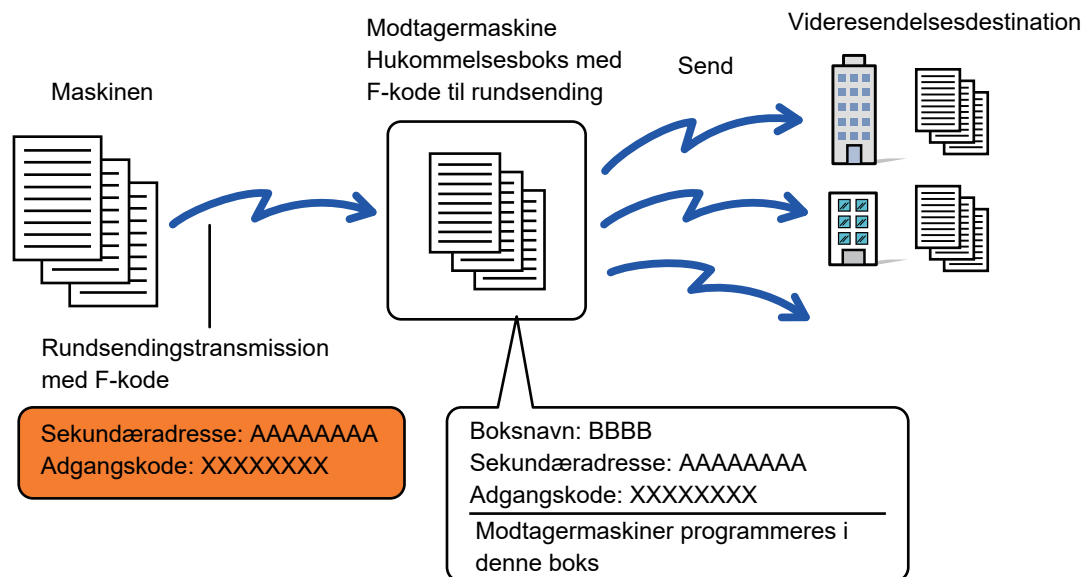 Maskinen
Modtagermaskine
Hukommelsesboks med
F-kode til rundsending
Send
Videresendelsesdestination
Rundsendingstransmission
med F-kode
Sekundæradresse: AAAAAAAA
Adgangskode: XXXXXXXX
Boksnavn: BBBB
Sekundæradresse: AAAAAAAA
Adgangskode: XXXXXXXX
Modtagermaskiner programmeres i
denne boks